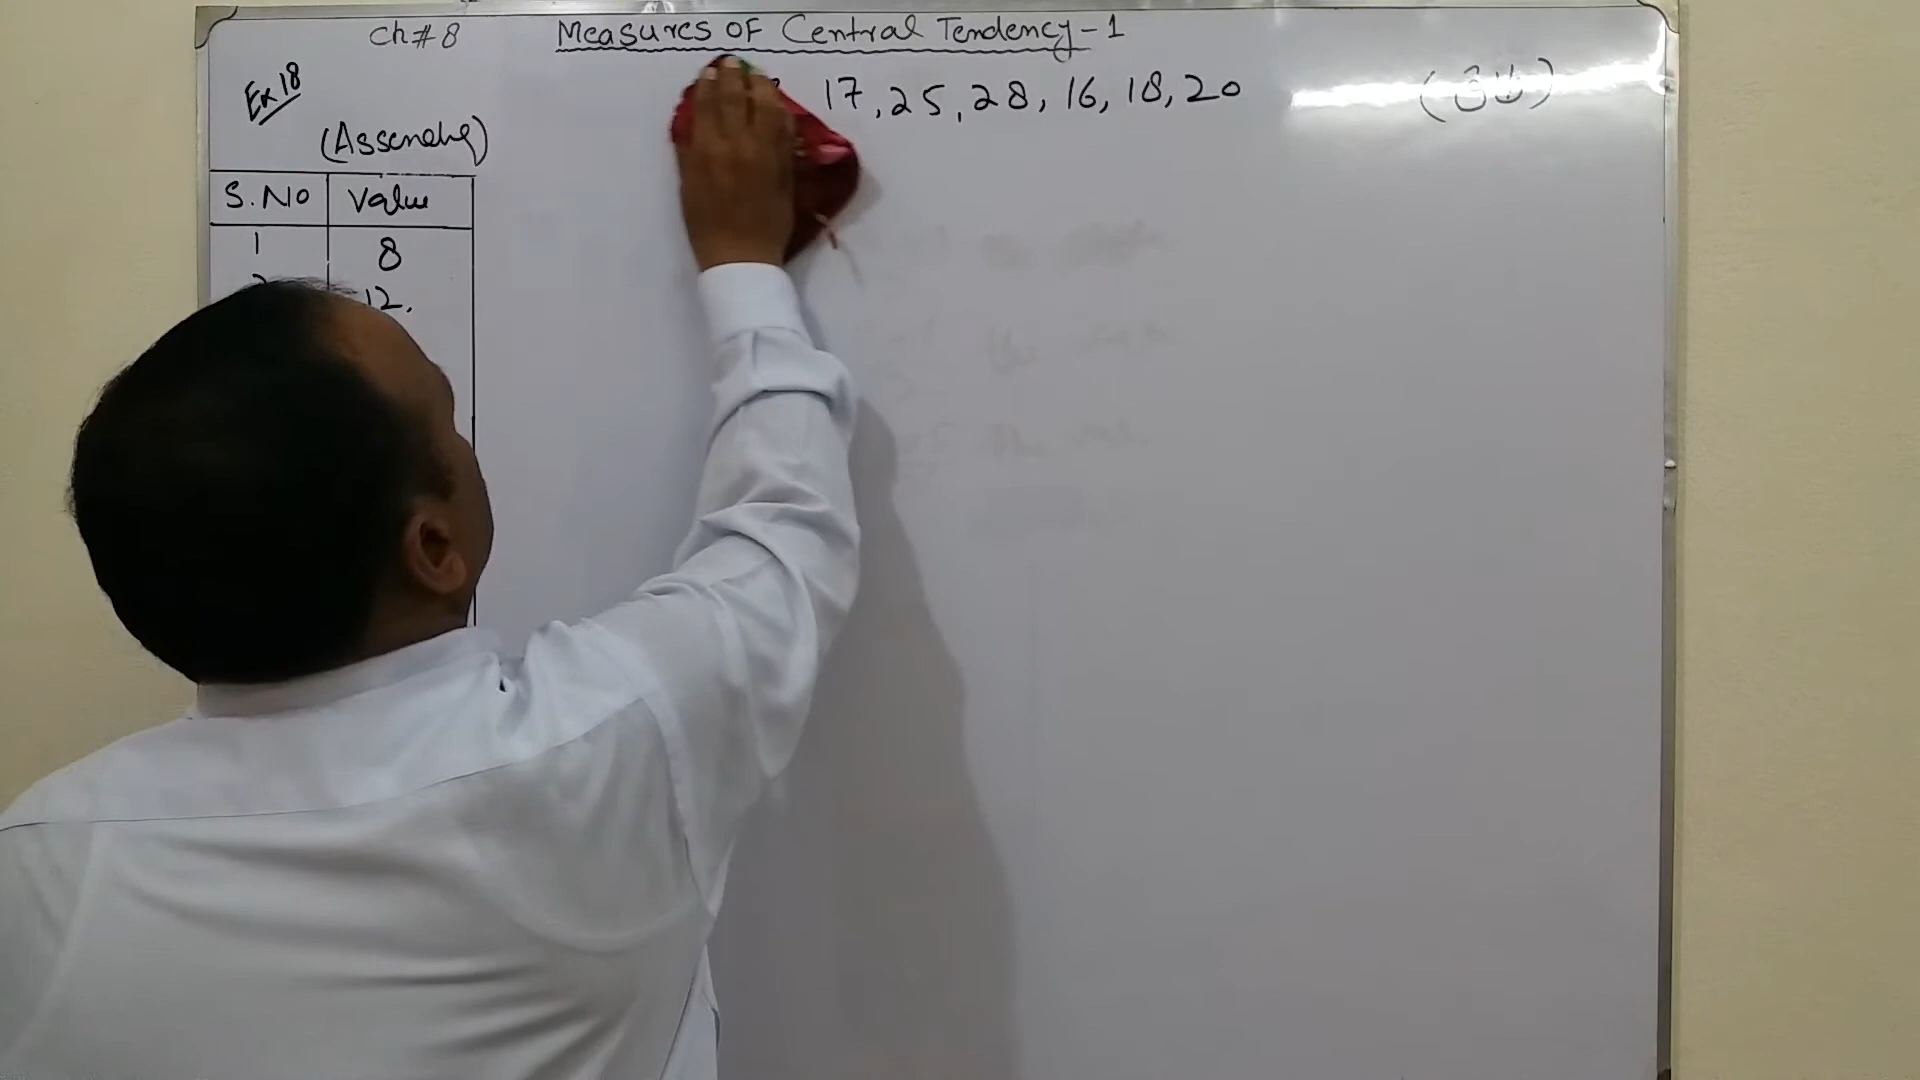 Ch # 8 Measures OF Central Tendency - 1
Ex 18 17, 25, 28, 16, 18, 20
S. No Value
1 8
12.